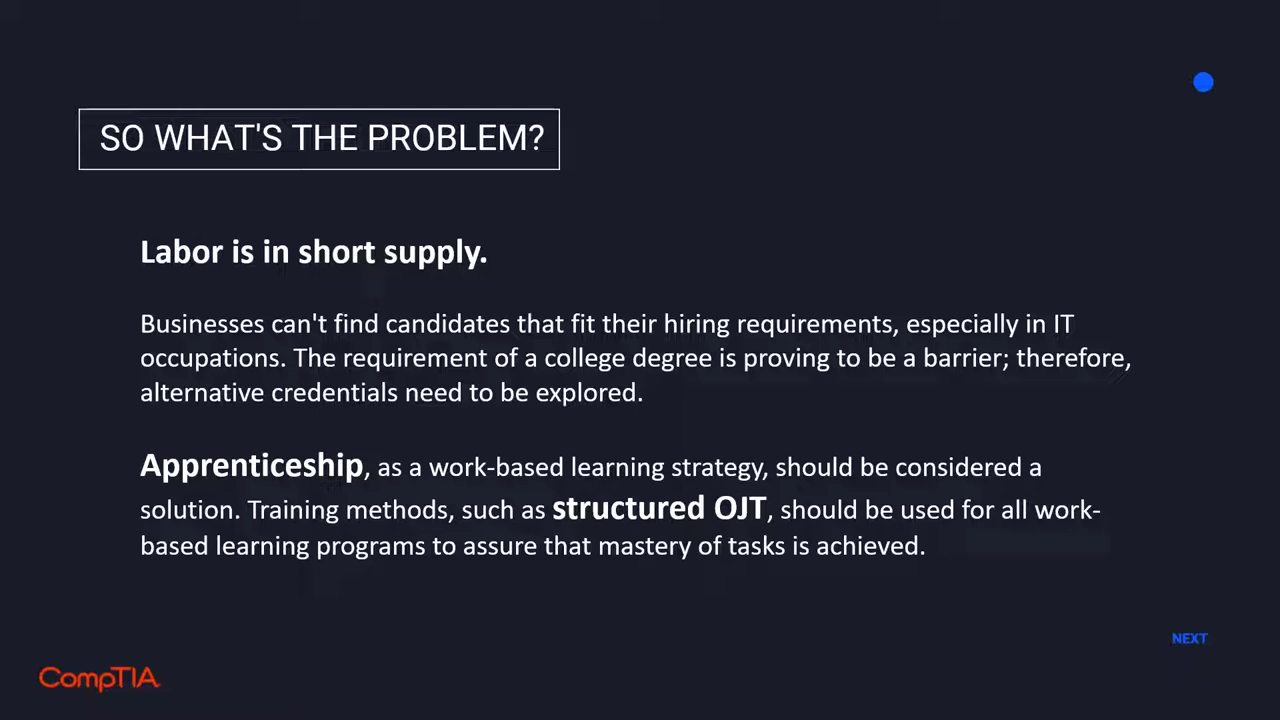 SO WHAT'S THE PROBLEM?
Labor is in short supply.
Businesses can't find candidates that fit their hiring requirements, especially in IT
occupations. The requirement of a college degree is proving to be a barrier; therefore,
alternative credentials need to be explored.
Apprenticeship, as a work-based learning strategy, should be considered a
solution. Training methods, such as structured OJT, should be used for all work-
based learning programs to assure that mastery of tasks is achieved.
NEXT
CompTIA.